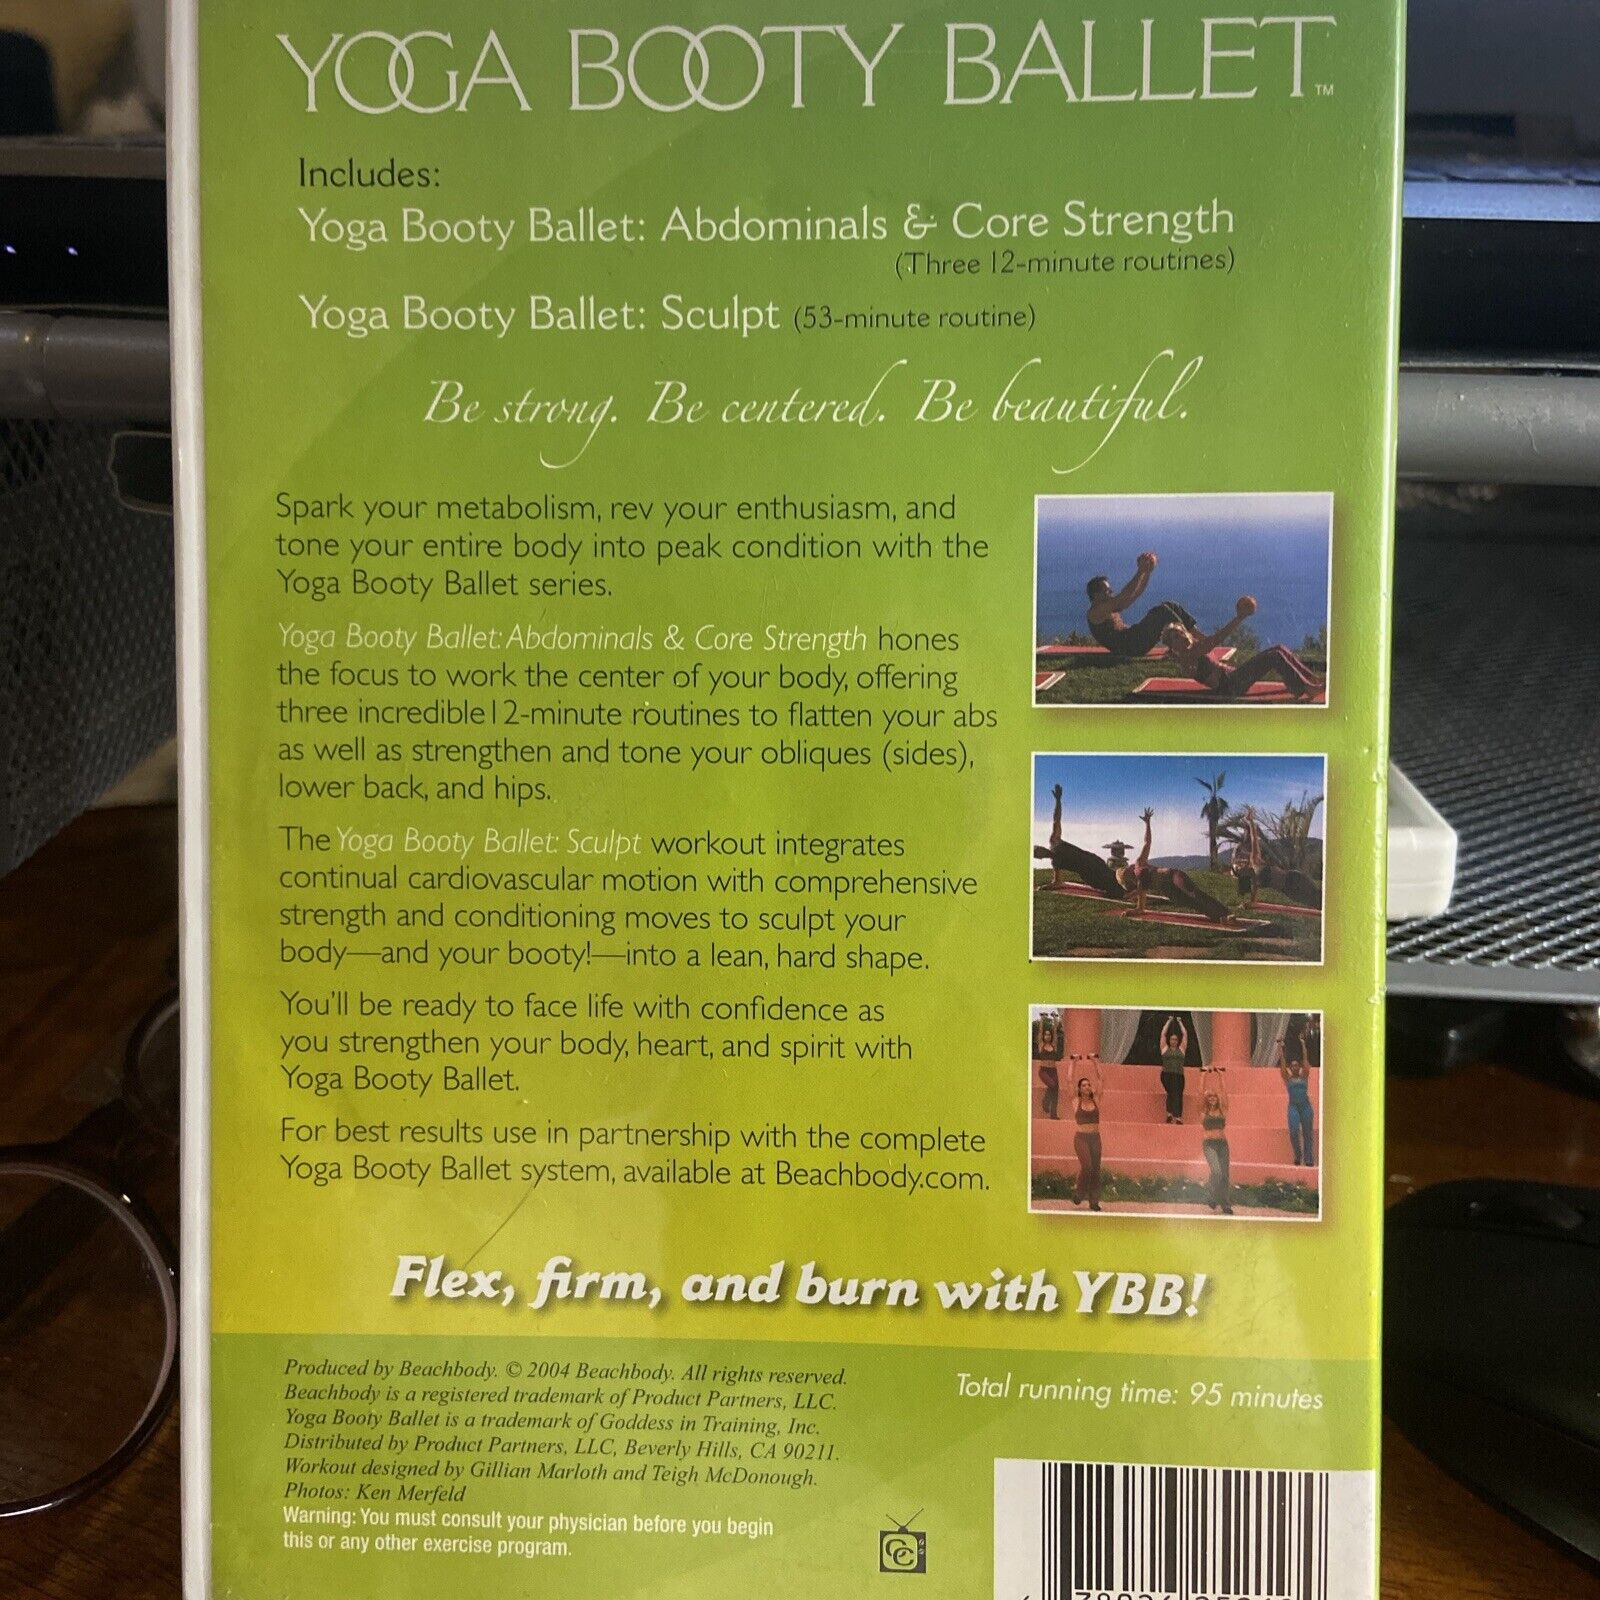 YOGA BOOTY BALLET™
Includes:
Yoga Booty Ballet: Abdominals & Core Strength
(Three 12-minute routines)
Yoga Booty Ballet: Sculpt (53-minute routine)
Be strong. Be centered. Be beautiful.
Spark your metabolism, rev your enthusiasm, and
tone your entire body into peak condition with the
Yoga Booty Ballet series.
Yoga Booty Ballet: Abdominals & Core Strength hones
the focus to work the center of your body, offering
three incredible 12-minute routines to flatten your abs
as well as strengthen and tone your obliques (sides),
lower back, and hips.
The Yoga Booty Ballet: Sculpt workout integrates
continual cardiovascular motion with comprehensive
strength and conditioning moves to sculpt your
body—and your booty!—into a lean, hard shape.
You'll be ready to face life with confidence as
you strengthen your body, heart, and spirit with
Yoga Booty Ballet.
For best results use in partnership with the complete
Yoga Booty Ballet system, available at Beachbody.com.
Flex, firm, and burn with YBB!
Produced by Beachbody. © 2004 Beachbody. All rights reserved.
Beachbody is a registered trademark of Product Partners, LLC.
Yoga Booty Ballet is a trademark of Goddess in Training, Inc.
Distributed by Product Partners, LLC, Beverly Hills, CA 90211.
Workout designed by Gillian Marloth and Teigh McDonough.
Photos: Ken Merfeld
Warning: You must consult your physician before you begin
this or any other exercise program.
Total running time: 95 minutes
CC